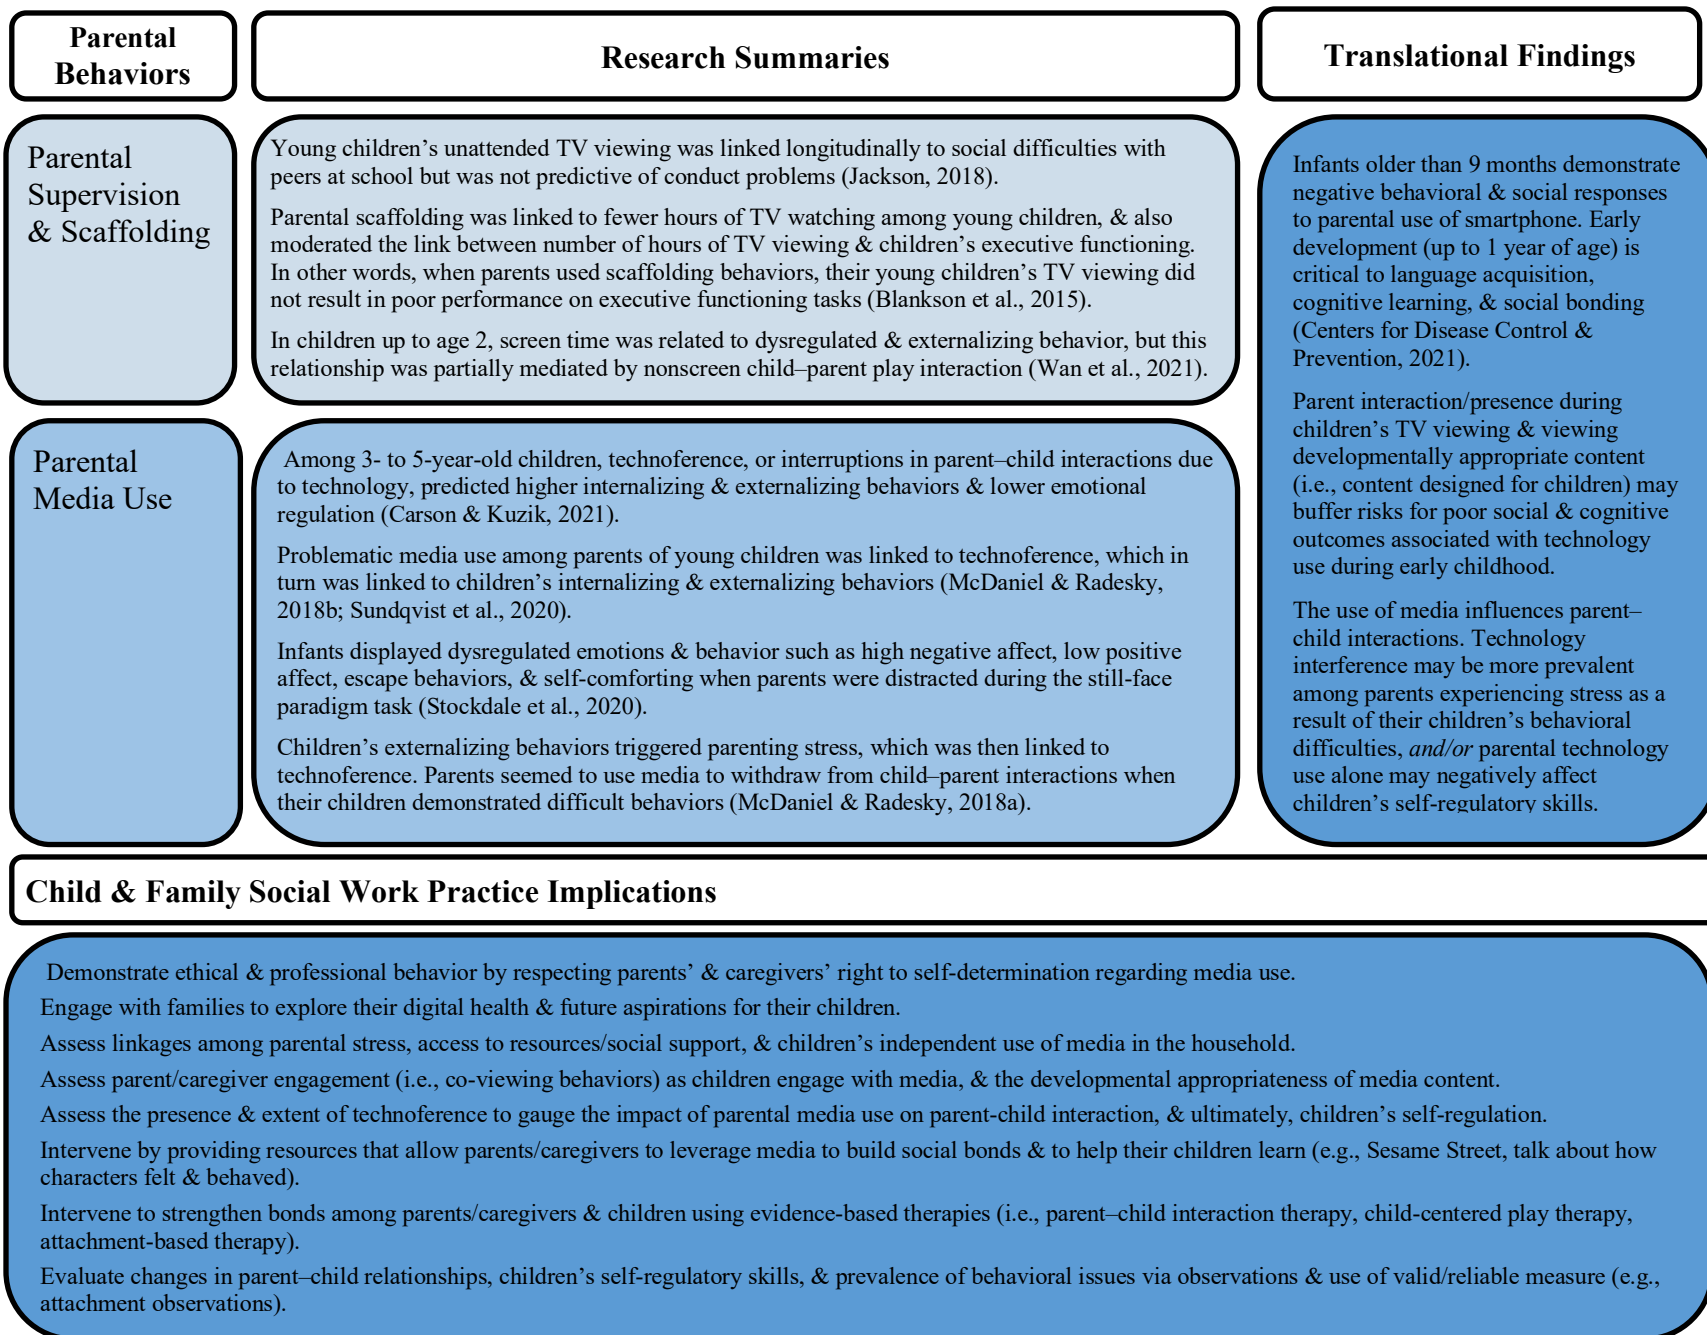 Parental
Behaviors
Research Summaries
Translational Findings
Parental
Supervision
& Scaffolding
Young children’s unattended TV viewing was linked longitudinally to social difficulties with
peers at school but was not predictive of conduct problems (Jackson, 2018).
Parental scaffolding was linked to fewer hours of TV watching among young children, & also
moderated the link between number of hours of TV viewing & children’s executive functioning.
In other words, when parents used scaffolding behaviors, their young children’s TV viewing did
not result in poor performance on executive functioning tasks (Blankson et al., 2015).
In children up to age 2, screen time was related to dysregulated & externalizing behavior, but this
relationship was partially mediated by nonscreen child–parent play interaction (Wan et al., 2021).
Parental
Media Use
Among 3- to 5-year-old children, technoference, or interruptions in parent–child interactions due
to technology, predicted higher internalizing & externalizing behaviors & lower emotional
regulation (Carson & Kuzik, 2021).
Problematic media use among parents of young children was linked to technoference, which in
turn was linked to children’s internalizing & externalizing behaviors (McDaniel & Radesky,
2018b; Sundqvist et al., 2020).
Infants displayed dysregulated emotions & behavior such as high negative affect, low positive
affect, escape behaviors, & self-comforting when parents were distracted during the still-face
paradigm task (Stockdale et al., 2020).
Children’s externalizing behaviors triggered parenting stress, which was then linked to
technoference. Parents seemed to use media to withdraw from child–parent interactions when
their children demonstrated difficult behaviors (McDaniel & Radesky, 2018a).
Infants older than 9 months demonstrate
negative behavioral & social responses
to parental use of smartphone. Early
development (up to 1 year of age) is
critical to language acquisition,
cognitive learning, & social bonding
(Centers for Disease Control &
Prevention, 2021).
Parent interaction/presence during
children’s TV viewing & viewing
developmentally appropriate content
(i.e., content designed for children) may
buffer risks for poor social & cognitive
outcomes associated with technology
use during early childhood.
The use of media influences parent–
child interactions. Technology
interference may be more prevalent
among parents experiencing stress as a
result of their children’s behavioral
difficulties, and/or parental technology
use alone may negatively affect
children’s self-regulatory skills.
Child & Family Social Work Practice Implications
Demonstrate ethical & professional behavior by respecting parents’ & caregivers’ right to self-determination regarding media use.
Engage with families to explore their digital health & future aspirations for their children.
Assess linkages among parental stress, access to resources/social support, & children’s independent use of media in the household.
Assess parent/caregiver engagement (i.e., co-viewing behaviors) as children engage with media, & the developmental appropriateness of media content.
Assess the presence & extent of technoference to gauge the impact of parental media use on parent-child interaction, & ultimately, children’s self-regulation.
Intervene by providing resources that allow parents/caregivers to leverage media to build social bonds & to help their children learn (e.g., Sesame Street, talk about how
characters felt & behaved).
Intervene to strengthen bonds among parents/caregivers & children using evidence-based therapies (i.e., parent–child interaction therapy, child-centered play therapy,
attachment-based therapy).
Evaluate changes in parent–child relationships, children’s self-regulatory skills, & prevalence of behavioral issues via observations & use of valid/reliable measure (e.g.,
attachment observations).